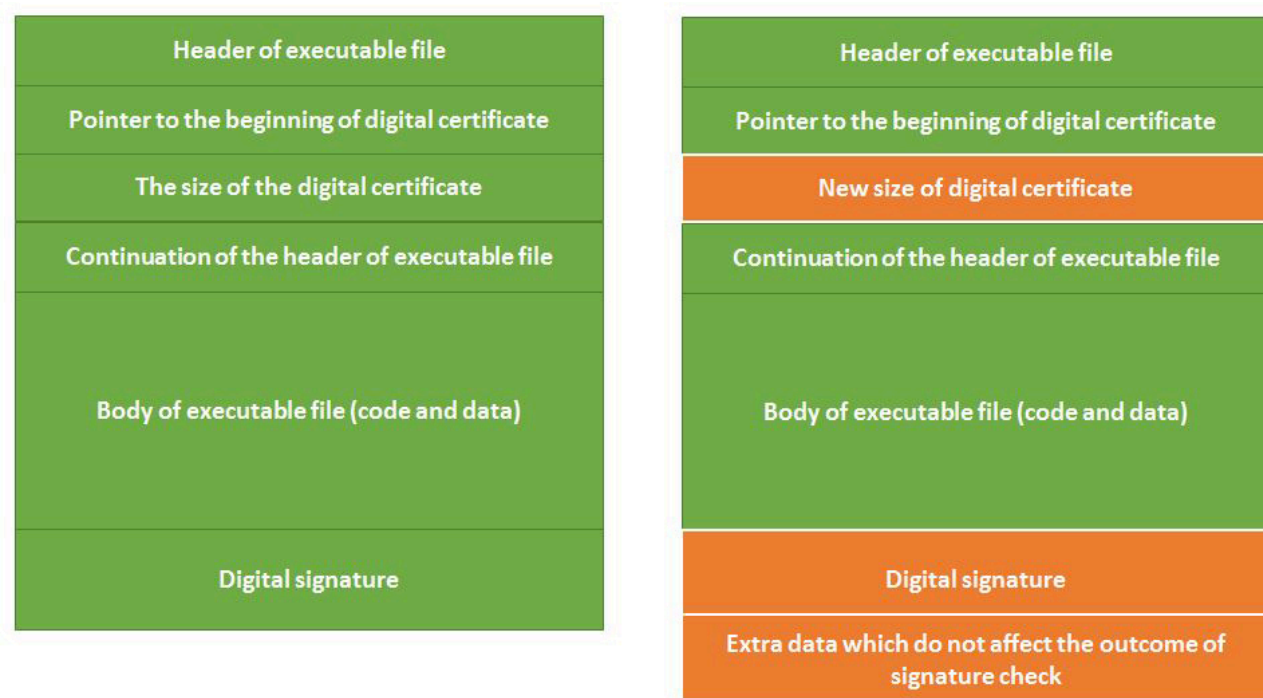 Header of executable file
Pointer to the beginning of digital certificate
The size of the digital certificate
Continuation of the header of executable file
Body of executable file (code and data)
Digital signature
Header of executable file
Pointer to the beginning of digital certificate
New size of digital certificate
Continuation of the header of executable file
Body of executable file (code and data)
Digital signature
Extra data which do not affect the outcome of
signature check